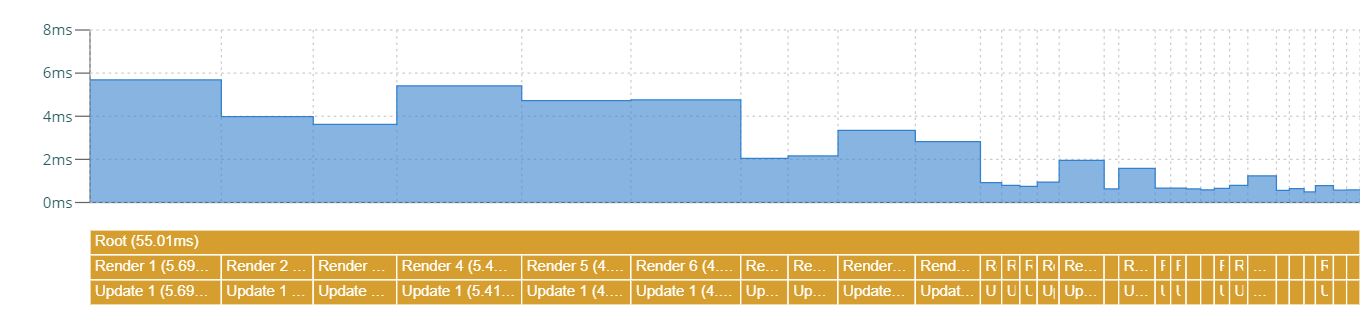 8ms
6ms
4ms
2ms
0ms
Root (55.01ms)
Render 1 (5.69... Render 2 ... Render ... Render 4 (5.4... Render 5 (4.... Render 6 (4.... Re... Re... Render... Rend... R R R R Re... R... R R R R ... R
Update 1 (5.69... Update 1 ... Update ... Update 1 (5.41... Update 1 (4.... Update 1 (4.... Up... Up... Update... Updat... U U U Up Up... U... U U U U ... U